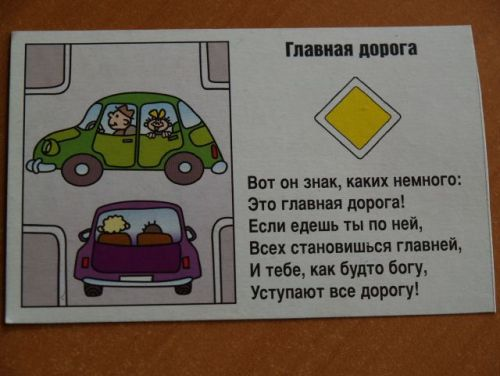 Главная дорога
Вот он знак, каких немного:
Это главная дорога!
Если едешь ты по ней,
Всех становишься главней,
И тебе, как будто богу,
Уступают все дорогу!